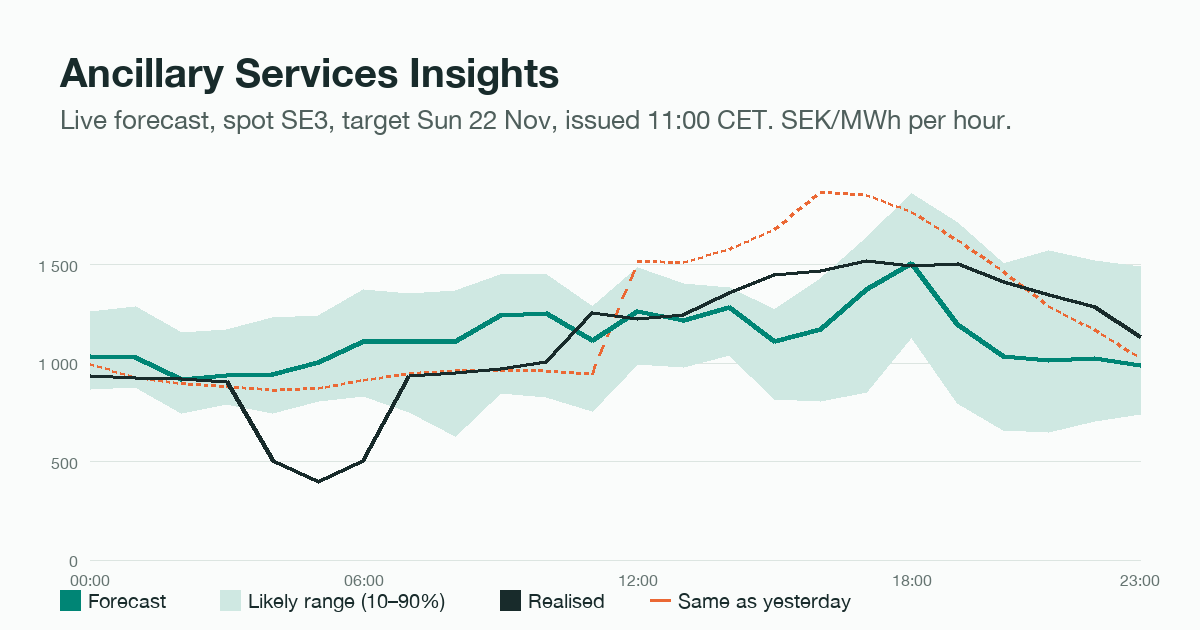 Ancillary Services Insights
Live forecast, spot SE3, target Sun 22 Nov, issued 11:00 CET. SEK/MWh per hour.
1 500
1 000
500
0
00:00 06:00 12:00 18:00 23:00
Forecast Likely range (10–90%) Realised Same as yesterday